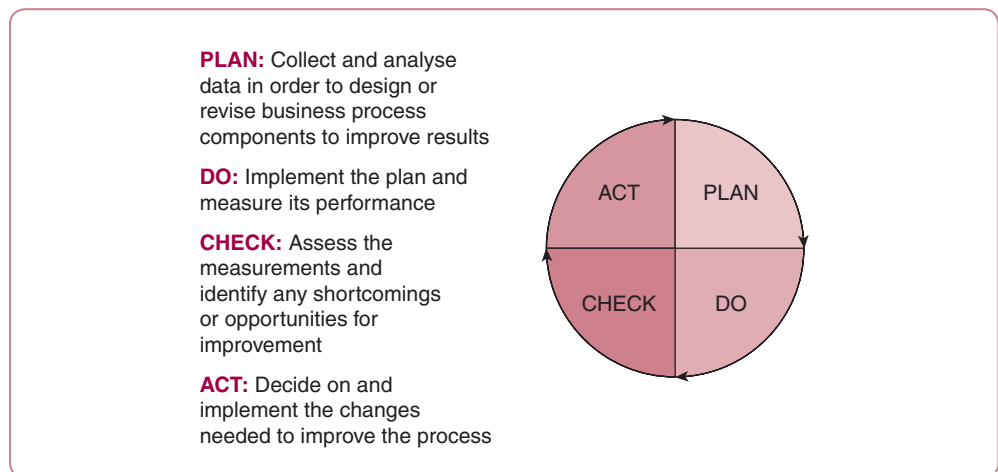 PLAN: Collect and analyse
data in order to design or
revise business process
components to improve results
DO: Implement the plan and
measure its performance
CHECK: Assess the
measurements and
identify any shortcomings
or opportunities for
improvement
ACT: Decide on and
implement the changes
needed to improve the process
ACT
PLAN
CHECK
DO